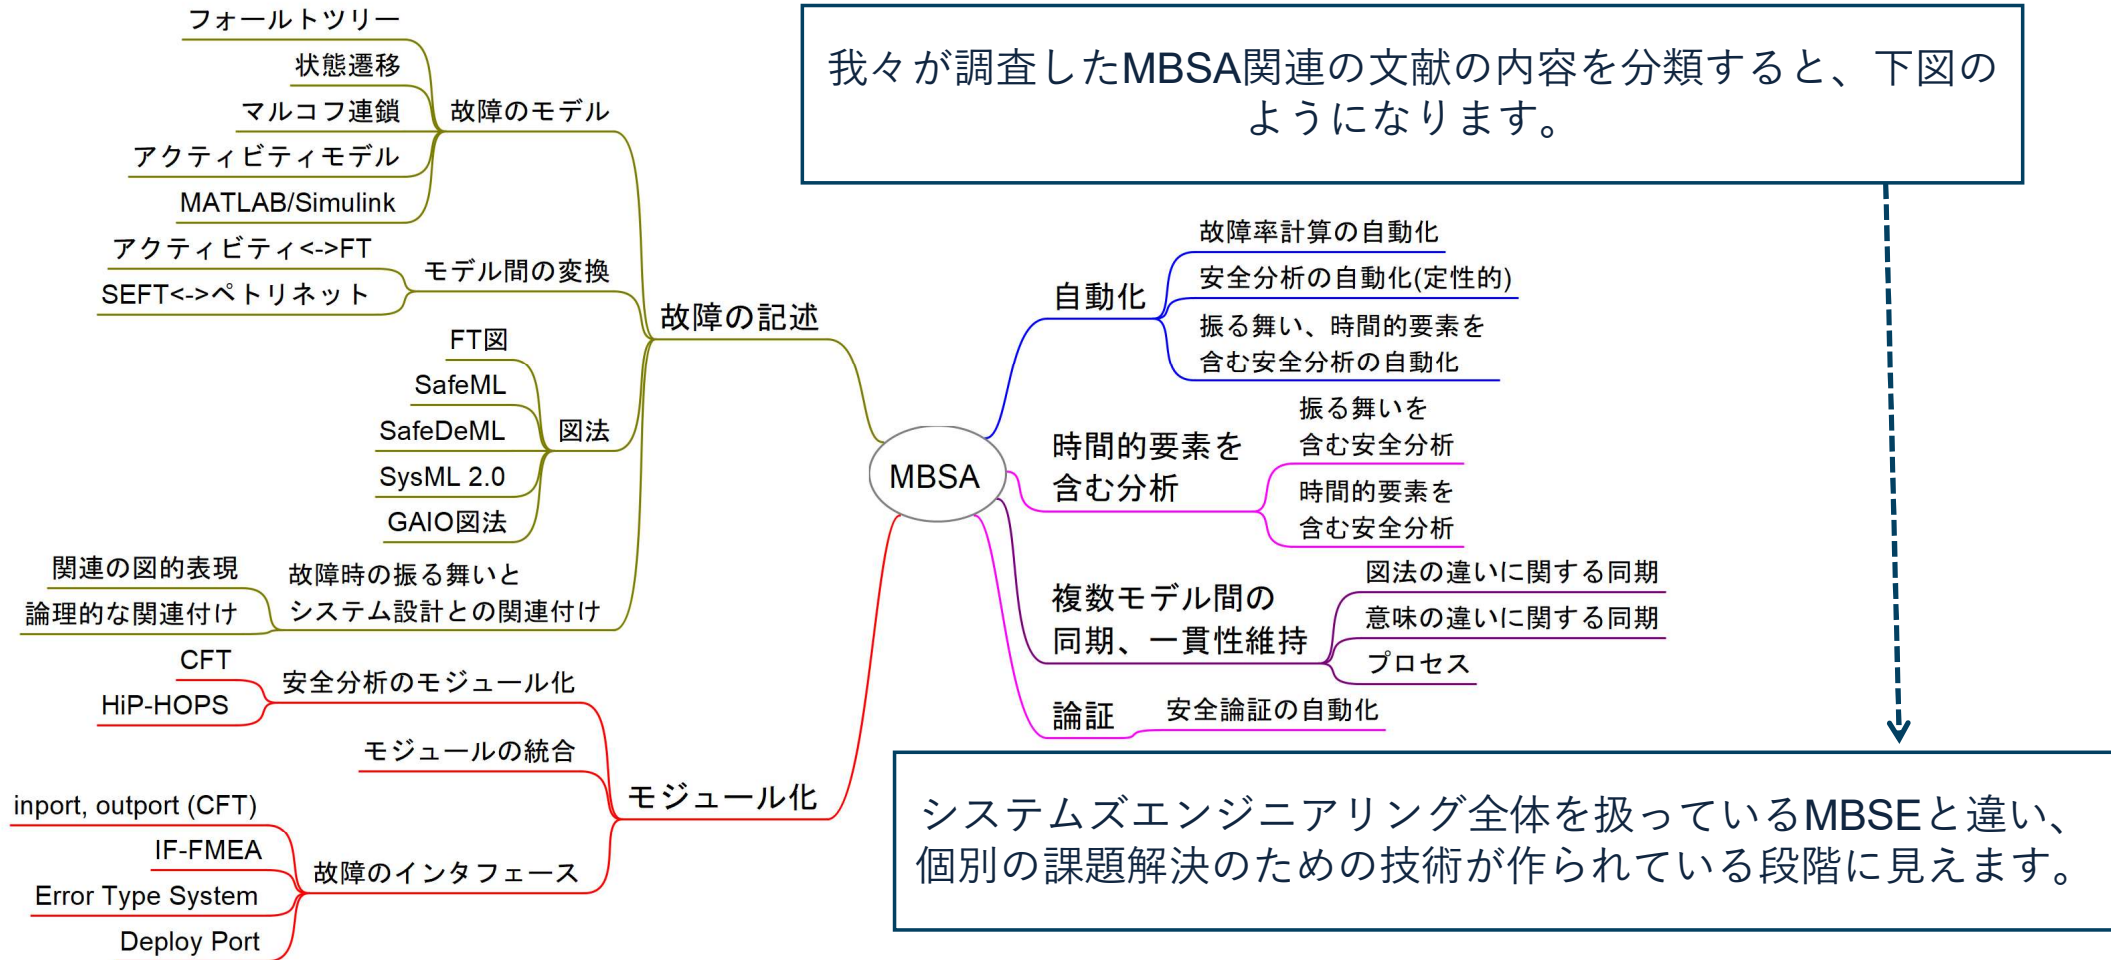 我々が調査したMBSA関連の文献の内容を分類すると、下図の
ようになります。
フォールトツリー
状態遷移
マルコフ連鎖
アクティビティモデル
MATLAB/Simulink
故障のモデル
アクティビティ<->FT
SEFT<->ペトリネット
モデル間の変換
FT図
SafeML
SafeDeML
SysML 2.0
GAIO図法
図法
関連の図的表現
論理的な関連付け
故障時の振る舞いと
システム設計との関連付け
故障の記述
CFT
HiP-HOPS
安全分析のモジュール化
モジュールの統合
inport, outport (CFT)
IF-FMEA
Error Type System
Deploy Port
故障のインタフェース
モジュール化
MBSA
自動化
故障率計算の自動化
安全分析の自動化(定性的)
振る舞い、時間的要素を
含む安全分析の自動化
時間的要素を
含む分析
振る舞いを
含む安全分析
時間的要素を
含む安全分析
複数モデル間の
同期、一貫性維持
図法の違いに関する同期
意味の違いに関する同期
プロセス
論証
安全論証の自動化
システムズエンジニアリング全体を扱っているMBSEと違い、
個別の課題解決のための技術が作られている段階に見えます。